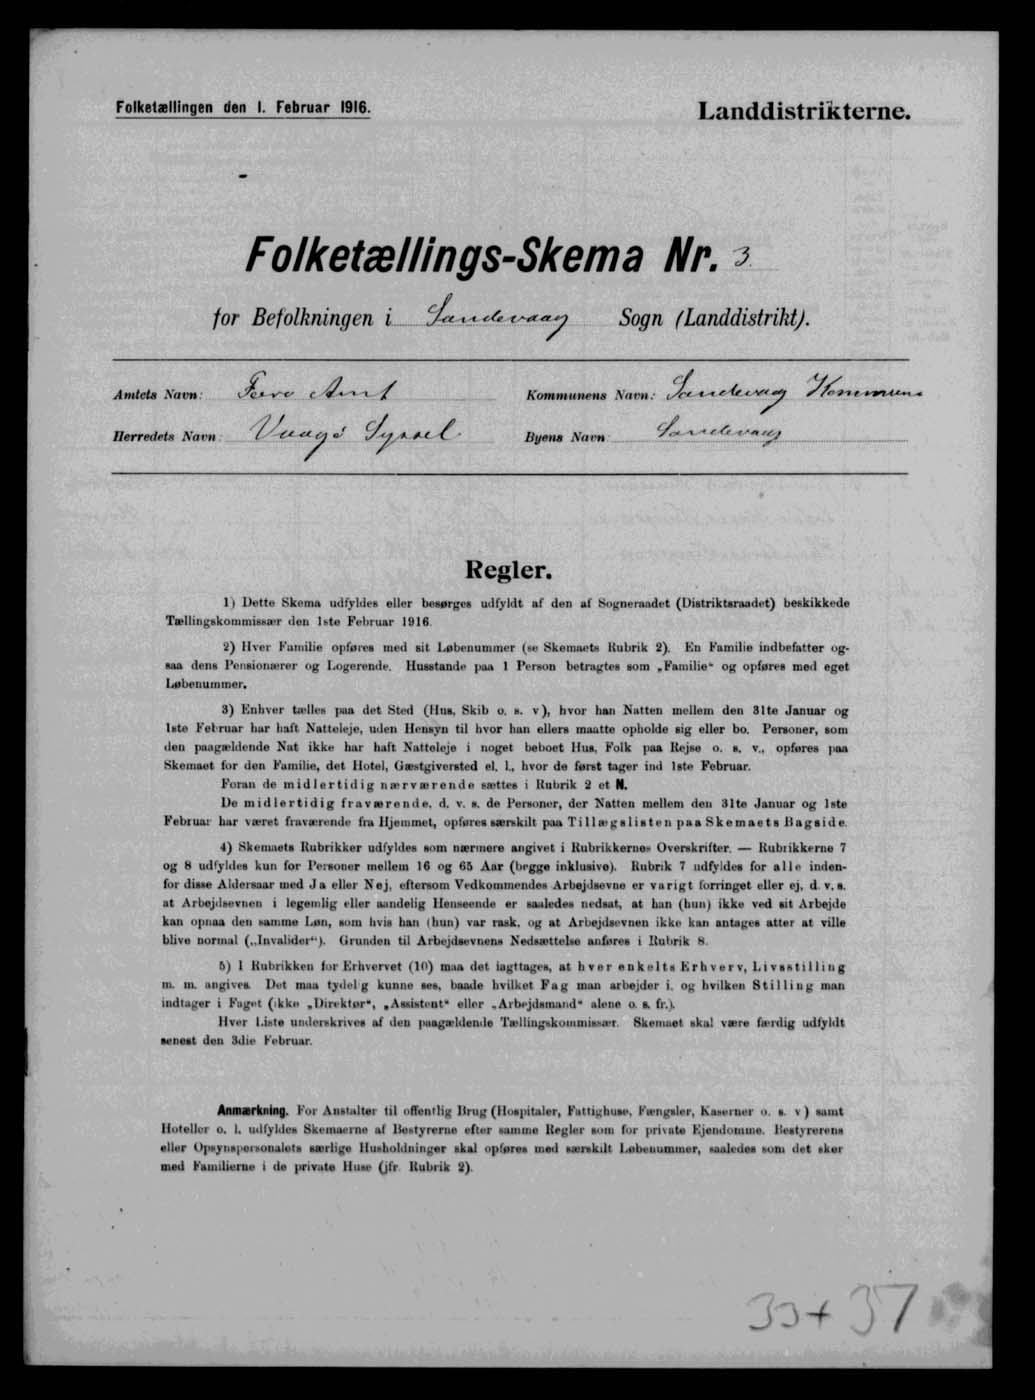 Folketællingen den 1. Februar 1916.
Landdistrikterne.
Folketællings-Skema Nr. 3
for Befolkningen i Sandevaag Sogn (Landdistrikt).
Amtets Navn: Færø Amt
Kommunens Navn: Sandevaag Kommune
Herredets Navn: Vaagø Syssel
Byens Navn: Sandevaag
Regler.
1) Dette Skema udfyldes eller besørges udfyldt af den af Sogneraadet (Distriktsraadet) beskikkede
Tællingskommissær den 1ste Februar 1916.
2) Hver Familie opføres med sit Løbenummer (se Skemaets Rubrik 2). En Familie indbefatter og-
saa dens Pensionærer og Logerende. Husstande paa 1 Person betragtes som „Familie“ og opføres med eget
Løbenummer.
3) Enhver tælles paa det Sted (Hus, Skib o. s. v), hvor han Natten mellem den 31te Januar og
1ste Februar har haft Natteleje, uden Hensyn til hvor han ellers maatte opholde sig eller bo. Personer, som
den paagældende Nat ikke har haft Natteleje i noget beboet Hus, Folk paa Rejse o. s. v., opføres paa
Skemaet for den Familie, det Hotel, Gæstgiversted el. l., hvor de først tager ind 1ste Februar.
Foran de midlertidig nærværende sættes i Rubrik 2 et N.
De midlertidig fraværende, d. v. s. de Personer, der Natten mellem den 31te Januar og 1ste
Februar har været fraværende fra Hjemmet, opføres særskilt paa Tillægslisten paa Skemaets Bagside.
4) Skemaets Rubrikker udfyldes som nærmere angivet i Rubrikkernes Overskrifter. — Rubrikkerne 7
og 8 udfyldes kun for Personer mellem 16 og 65 Aar (begge inklusive). Rubrik 7 udfyldes for alle inden-
for disse Aldersaar med Ja eller Nej, eftersom Vedkommendes Arbejdsevne er varigt forringet eller ej, d. v. s.
at Arbejdsevnen i legemlig eller aandelig Henseende er saaledes nedsat, at han (hun) ikke ved sit Arbejde
kan opnaa den samme Løn, som hvis han (hun) var rask, og at Arbejdsevnen ikke kan antages atter at ville
blive normal („Invalider“). Grunden til Arbejdsevnens Nedsættelse anføres i Rubrik 8.
5) I Rubrikken for Erhvervet (10) maa det iagttages, at hver enkelts Erhverv, Livsstilling
m. m. angives. Det maa tydelig kunne ses, baade hvilket Fag man arbejder i, og hvilken Stilling man
indtager i Faget (ikke „Direktør“, „Assistent“ eller „Arbejdsmand“ alene o. s. fr.).
Hver Liste underskrives af den paagældende Tællingskommissær. Skemaet skal være færdig udfyldt
senest den 3die Februar.
Anmærkning. For Anstalter til offentlig Brug (Hospitaler, Fattighuse, Fængsler, Kaserner o. s. v) samt
Hoteller o. l. udfyldes Skemaerne af Bestyrerne efter samme Regler som for private Ejendomme. Bestyrerens
eller Opsynspersonalets særlige Husholdninger skal opføres med særskilt Løbenummer, saaledes som det sker
med Familierne i de private Huse (jfr. Rubrik 2).
33+37